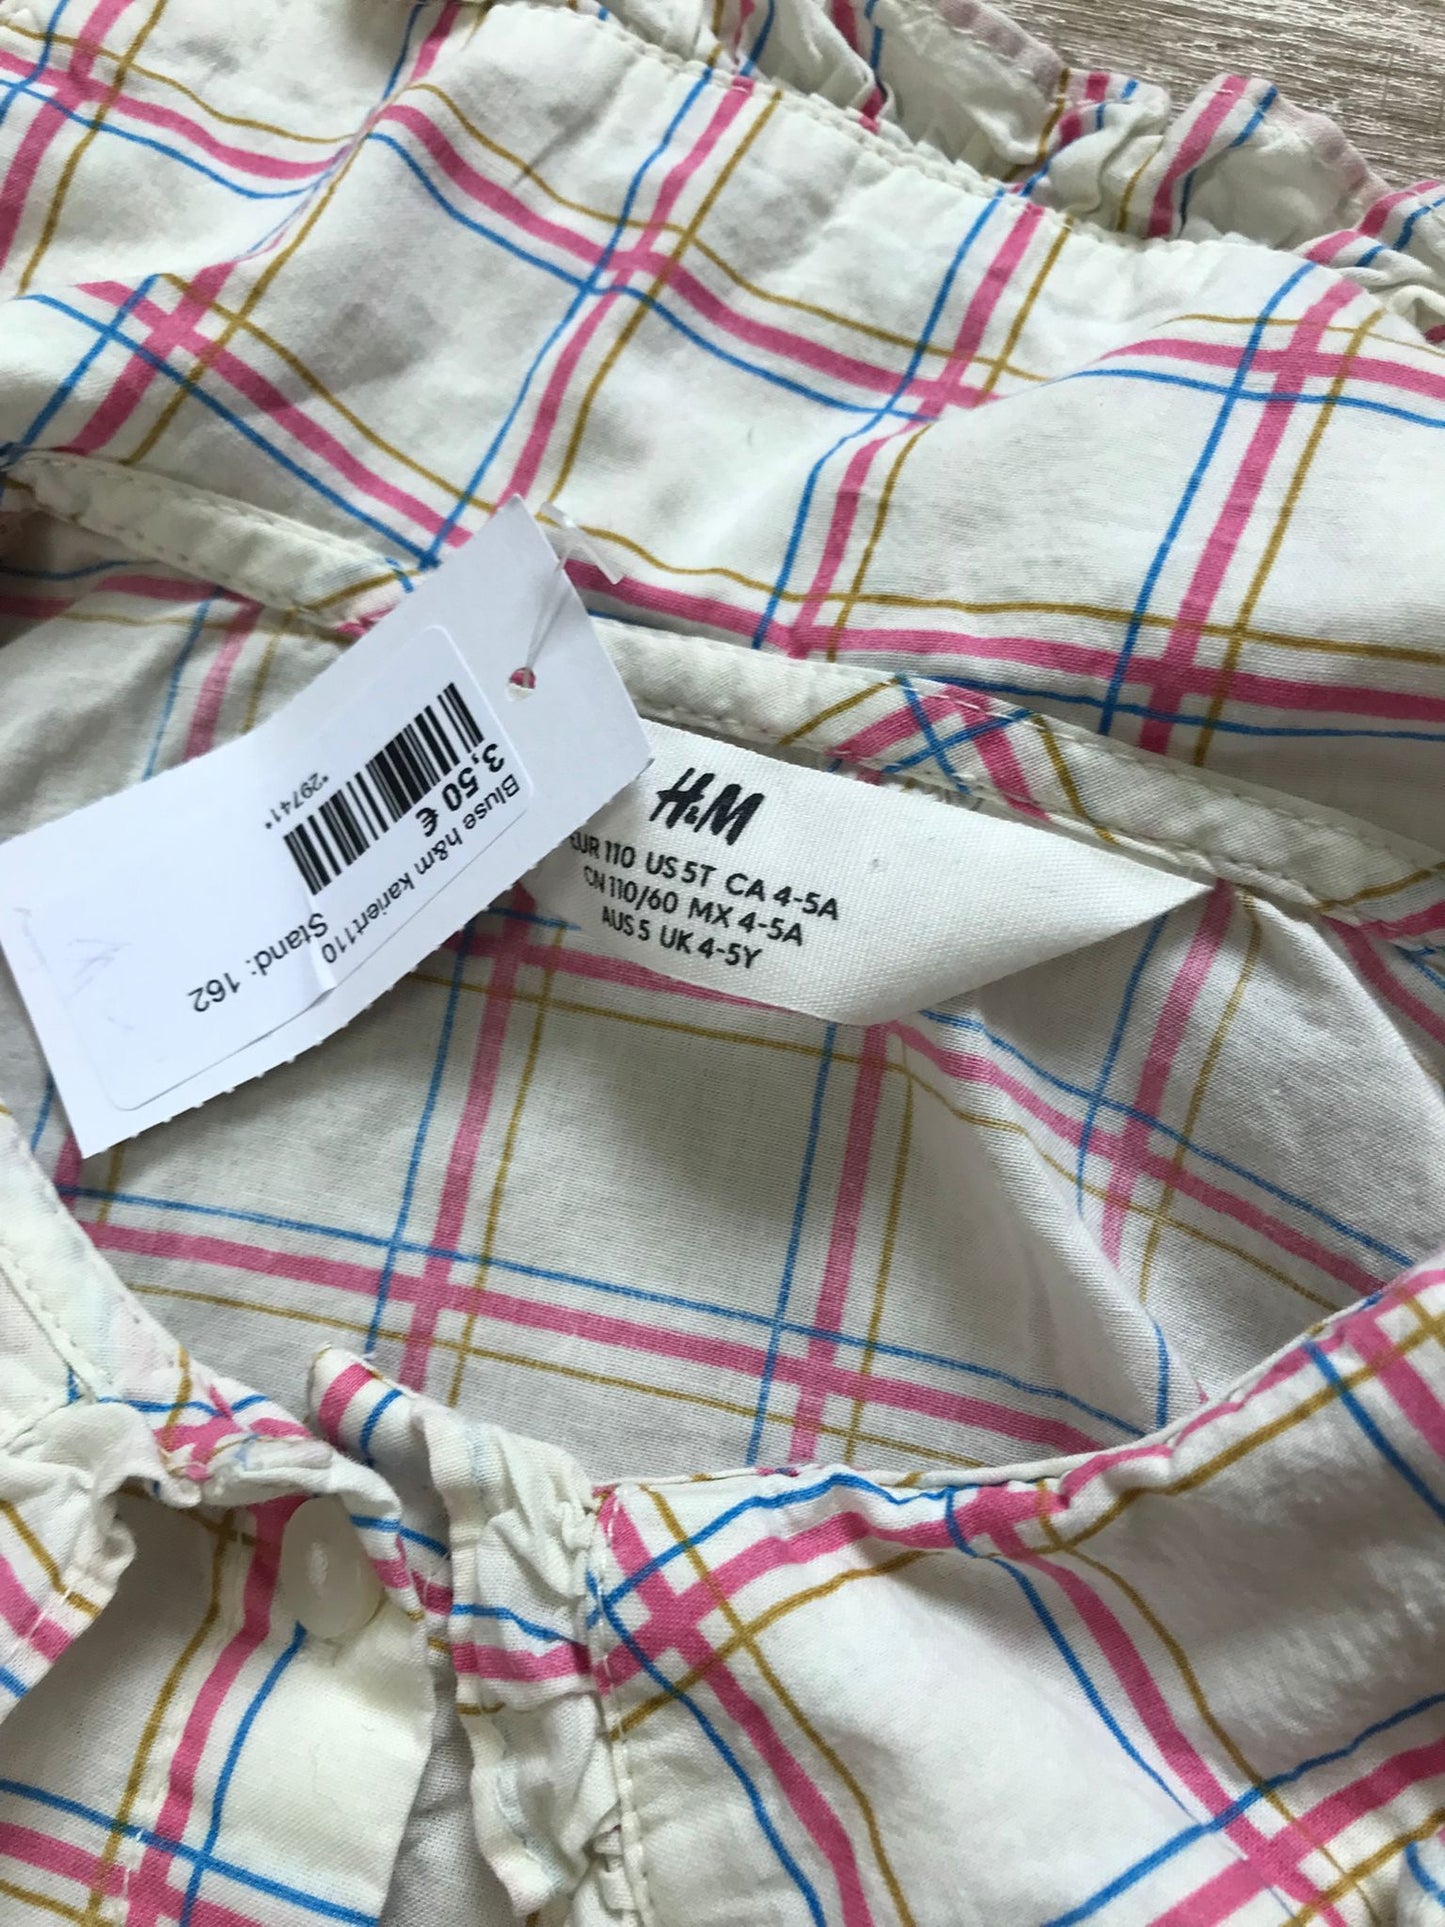 Bluse h&m kariert110
3,50 €
*29741*
Stand: 162
H&M
EUR 110 US 5T CA 4-5A
CN 110/60 MX 4-5A
AUS 5 UK 4-5Y